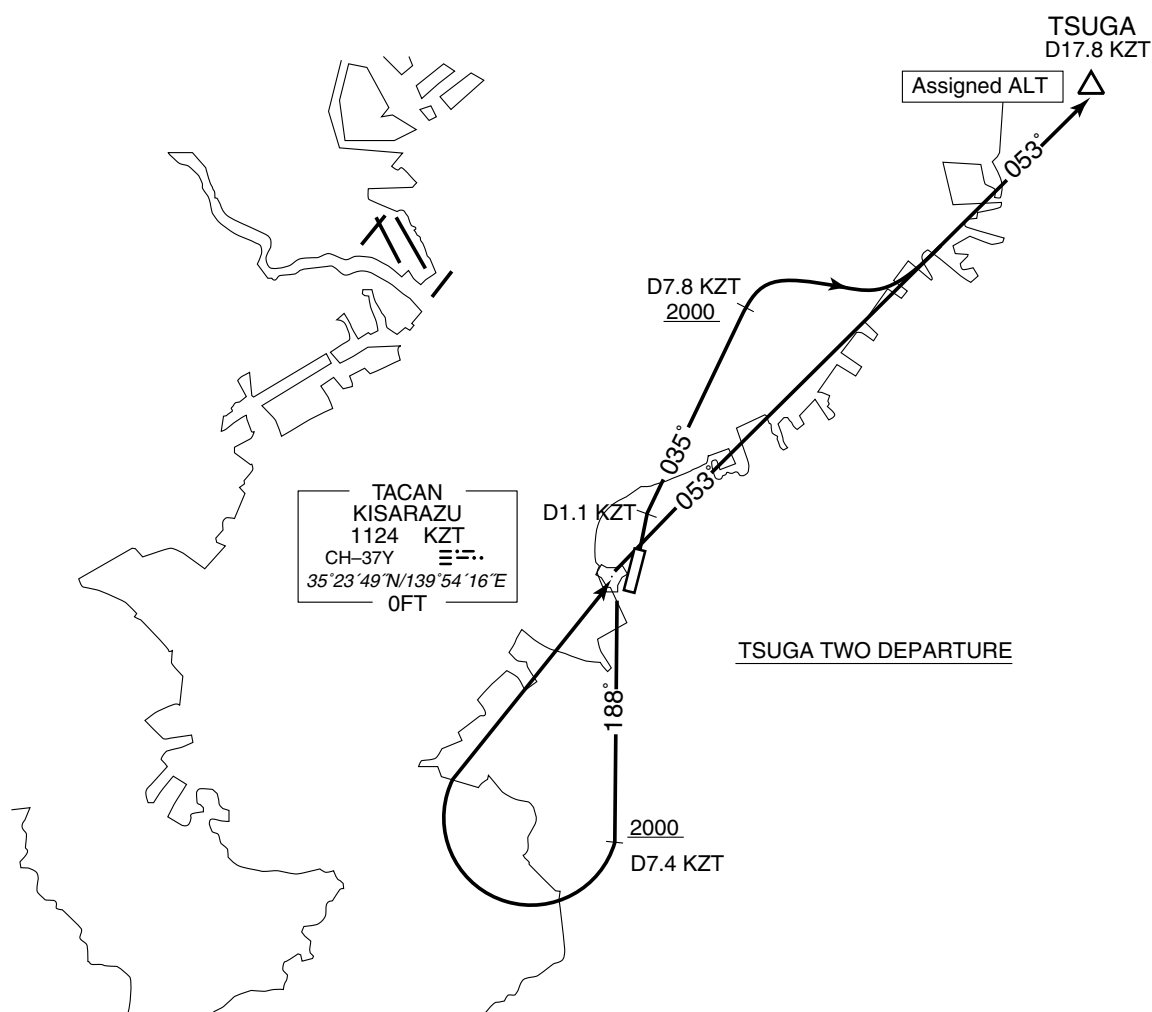 TSUGA
D17.8 KZT
Assigned ALT
053°
D7.8 KZT
2000
035°
053°
D1.1 KZT
TACAN
KISARAZU
1124 KZT
CH–37Y
35°23´49˝N/139°54´16˝E
0FT
TSUGA TWO DEPARTURE
188°
2000
D7.4 KZT